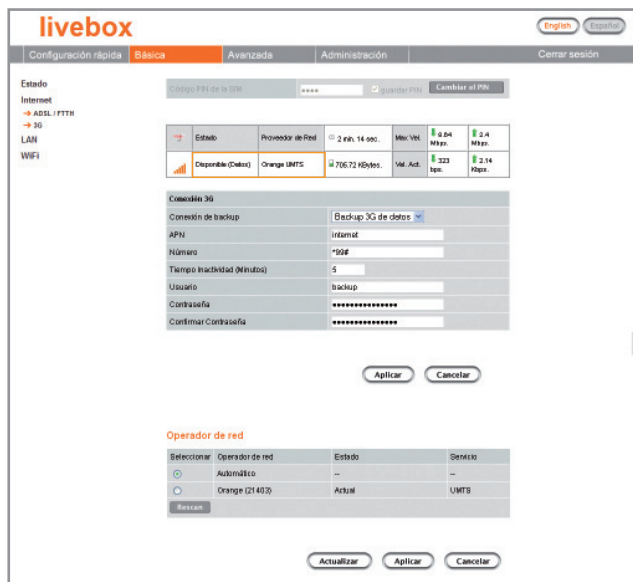 livebox
English Español
Configuración rápida Básica Avanzada Administración Cerrar sesión
Estado
Internet
ADSL / FTTH
3G
LAN
WiFi
Código PIN de la SIM •••• guardar PIN Cambiar el PIN
Estado Proveedor de Red 2 min. 14 sec. Max Vel. 9.64 Mbps. 2.4 Mbps.
Disponible (Datos) Orange UMTS 706.72 KBytes. Vel. Act. 323 bps. 2.14 Kbps.
Conexión 3G
Conexión de backup Backup 3G de datos
APN internet
Número *99#
Tiempo Inactividad (Minutos) 5
Usuario backup
Contraseña •••••••••••••••
Confirmar Contraseña •••••••••••••••
Aplicar Cancelar
Operador de red
Seleccionar Operador de red Estado Servicio
Automático -- --
Orange (21403) Actual UMTS
Rescan
Actualizar Aplicar Cancelar